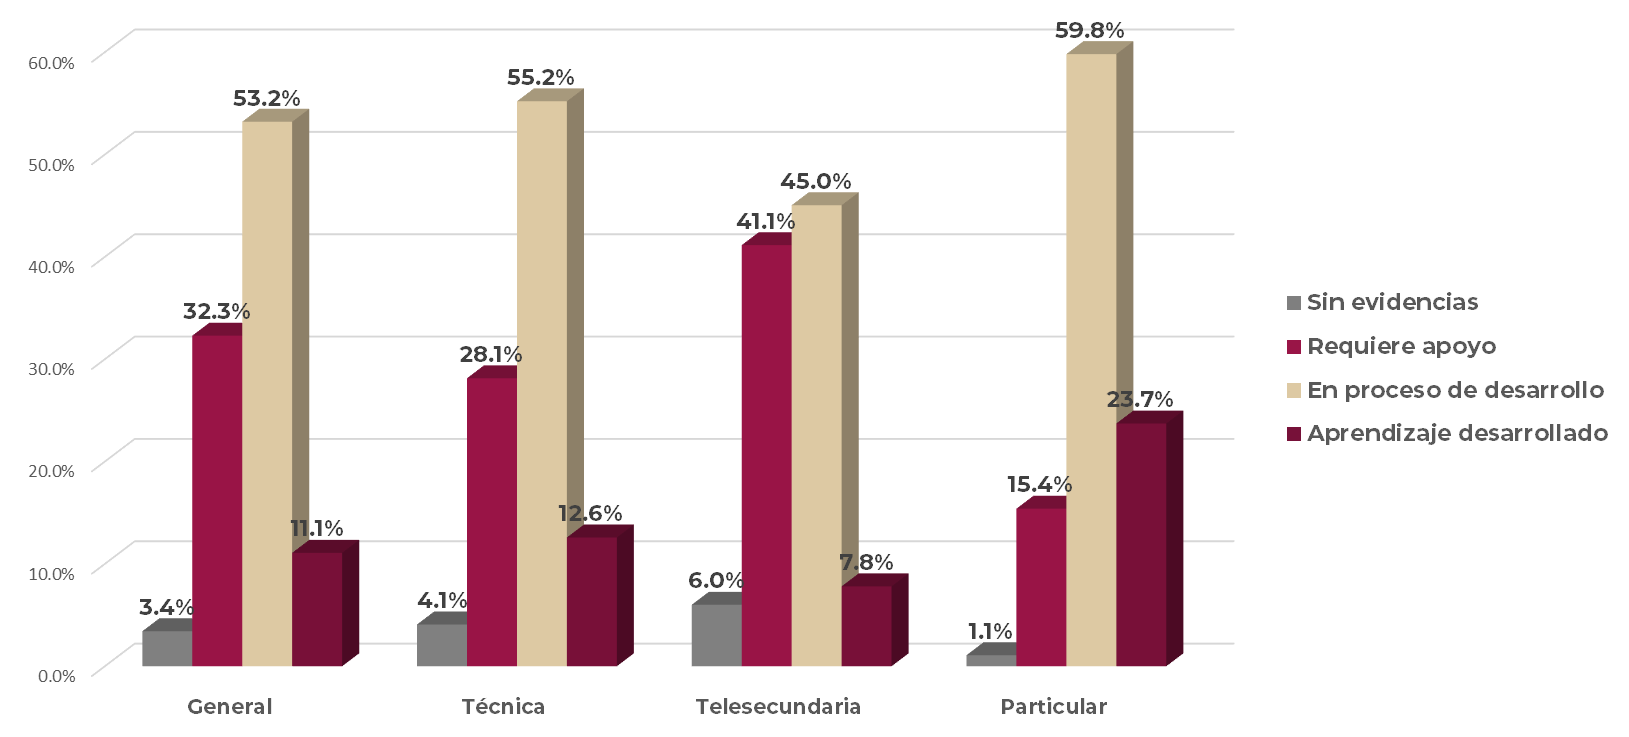 60.0%
50.0%
40.0%
30.0%
20.0%
10.0%
0.0%
3.4%
32.3%
53.2%
11.1%
4.1%
28.1%
55.2%
12.6%
6.0%
41.1%
45.0%
7.8%
1.1%
15.4%
59.8%
23.7%
General
Técnica
Telesecundaria
Particular
Sin evidencias
Requiere apoyo
En proceso de desarrollo
Aprendizaje desarrollado